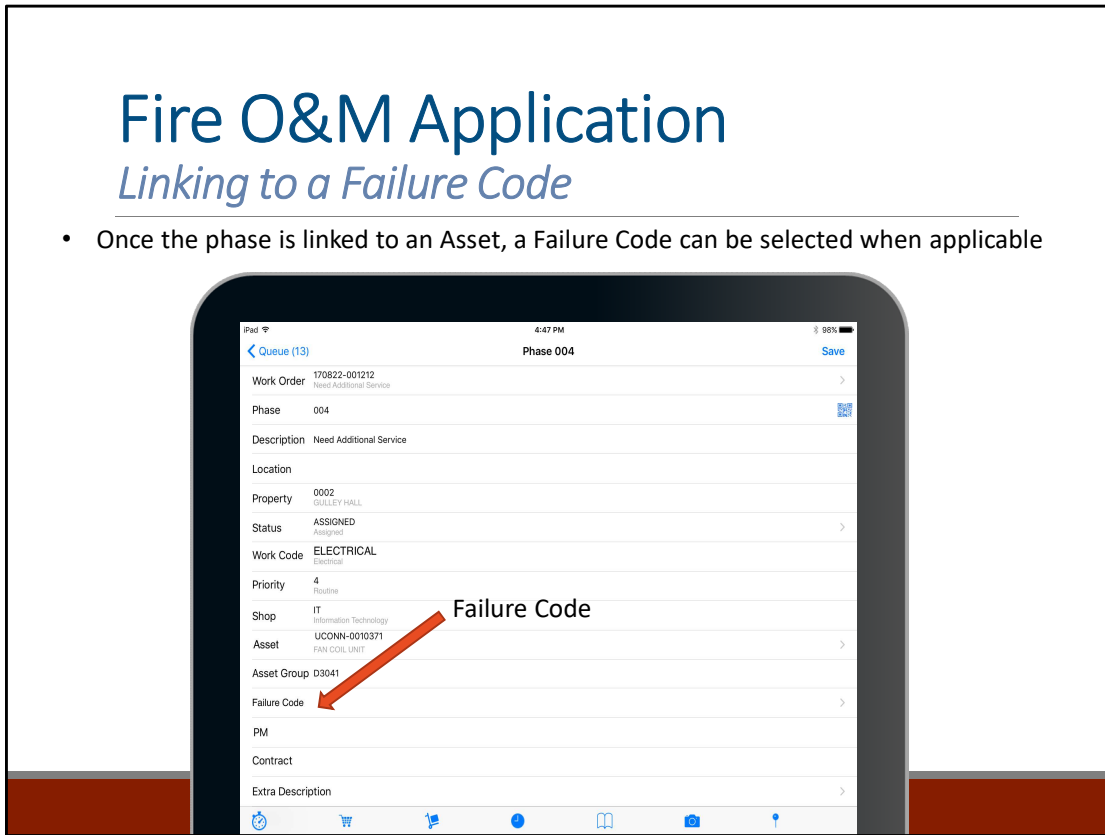 Fire O&M Application
Linking to a Failure Code
• Once the phase is linked to an Asset, a Failure Code can be selected when applicable
iPad 4:47 PM 98%
Queue (13) Phase 004 Save
Work Order 170822-001212
Need Additional Service
Phase 004
Description Need Additional Service
Location
Property 0002
GULLEY HALL
Status ASSIGNED
Assigned
Work Code ELECTRICAL
Electrical
Priority 4
Routine
Shop IT
Information Technology
Failure Code
Asset UCONN-0010371
FAN COIL UNIT
Asset Group D3041
Failure Code
PM
Contract
Extra Description